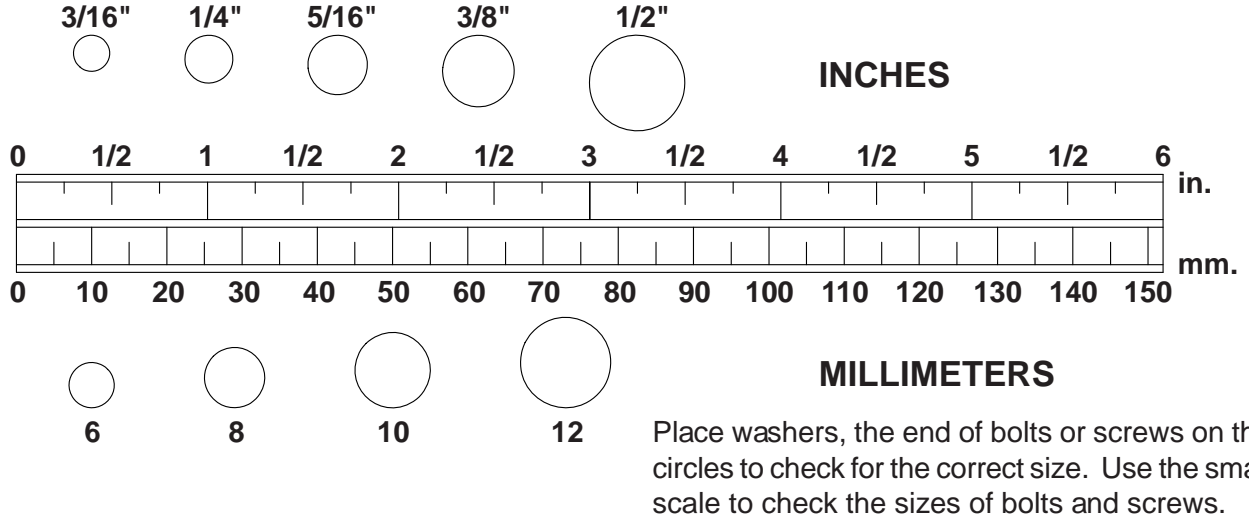 3/16" 1/4" 5/16" 3/8" 1/2"
INCHES
0 1/2 1 1/2 2 1/2 3 1/2 4 1/2 5 1/2 6
in.
mm.
0 10 20 30 40 50 60 70 80 90 100 110 120 130 140 150
MILLIMETERS
6 8 10 12
Place washers, the end of bolts or screws on th
circles to check for the correct size. Use the sma
scale to check the sizes of bolts and screws.